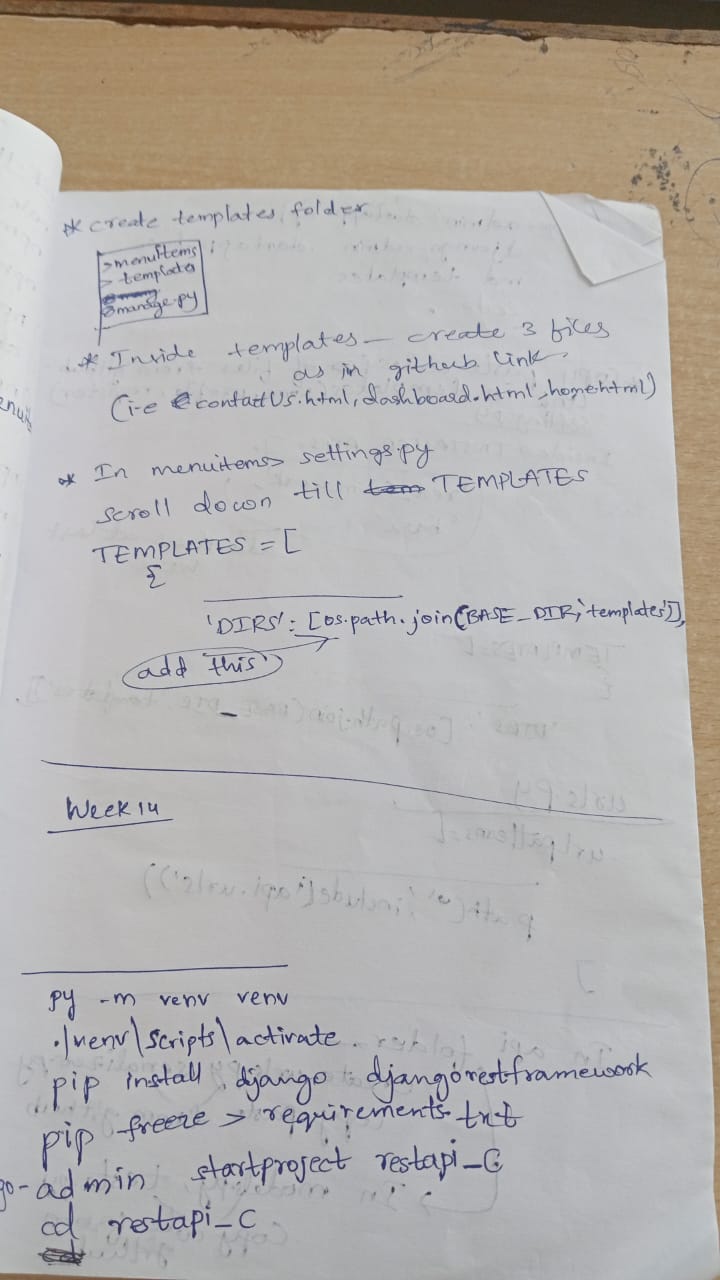 * create templates folder
> menuitems
> templates
manage.py
* Inside templates - create 3 files
as in github link.
(i-e contactUs.html, dashboard.html, home.html)
* In menuitems> settings.py
scroll down till TEMPLATES
TEMPLATES = [
{
'DIRS': [os.path.join(BASE_DIR, 'templates')],
add this
Week 14
py -m venv venv
./venv\scripts\activate
pip install django djangorestframework
pip freeze > requirements.txt
go-admin startproject restapi_C
cd restapi_C